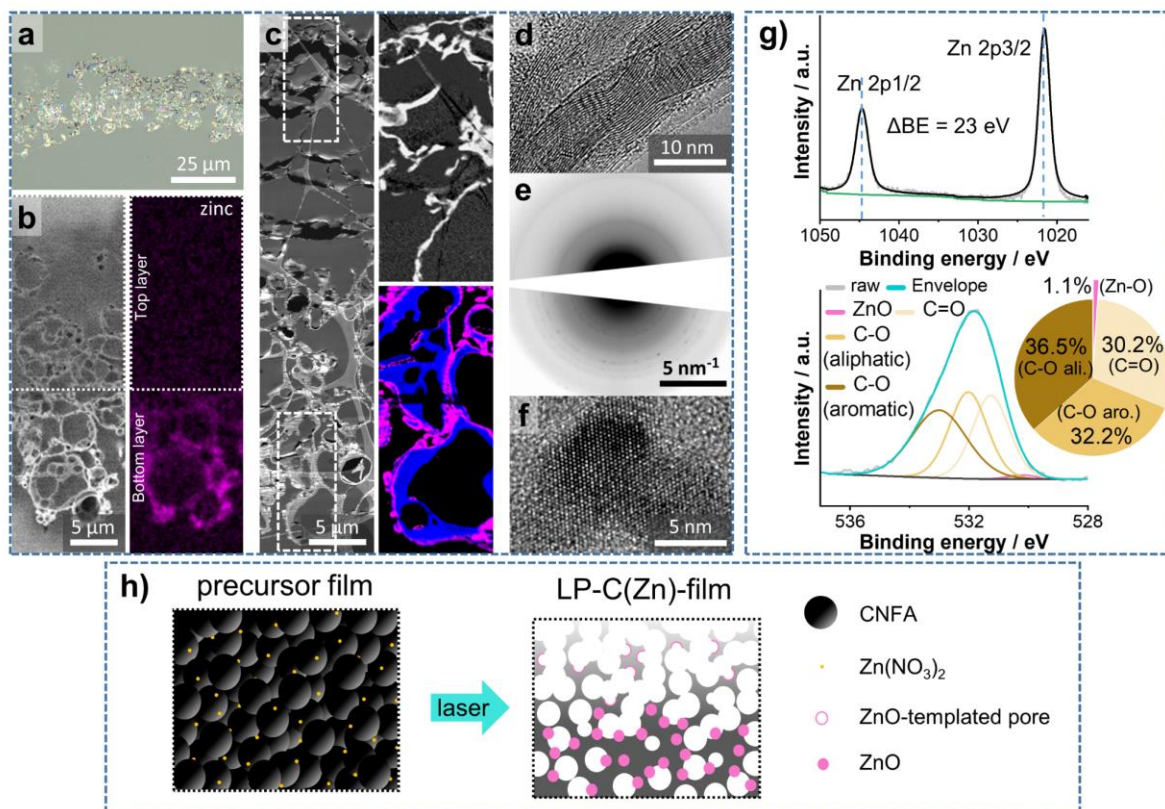 a
25 µm
b
zinc
Top layer
Bottom layer
5 µm
c
5 µm
d
10 nm
e
5 nm⁻¹
f
5 nm
g)
Zn 2p3/2
Zn 2p1/2
ΔBE = 23 eV
Intensity / a.u.
1050 1040 1030 1020
Binding energy / eV
raw Envelope
ZnO C=O
C-O
(aliphatic)
C-O
(aromatic)
1.1% (Zn-O)
36.5%
(C-O ali.)
30.2%
(C=O)
(C-O aro.)
32.2%
Intensity / a.u.
536 532 528
Binding energy / eV
h)
precursor film
laser
LP-C(Zn)-film
CNFA
Zn(NO₃)₂
ZnO-templated pore
ZnO